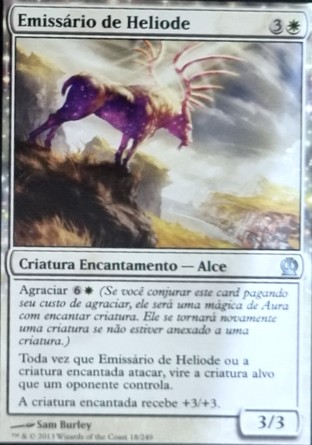 Emissário de Heliode 3
Criatura Encantamento — Alce
Agraciar 6 (Se você conjurar este card pagando
seu custo de agraciar, ele será uma mágica de Aura
com encantar criatura. Ele se tornará novamente
uma criatura se não estiver anexado a uma
criatura.)
Toda vez que Emissário de Heliode ou a
criatura encantada atacar, vire a criatura alvo
que um oponente controla.
A criatura encantada recebe +3/+3.
3/3
Sam Burley
™ & © 2013 Wizards of the Coast 18/249